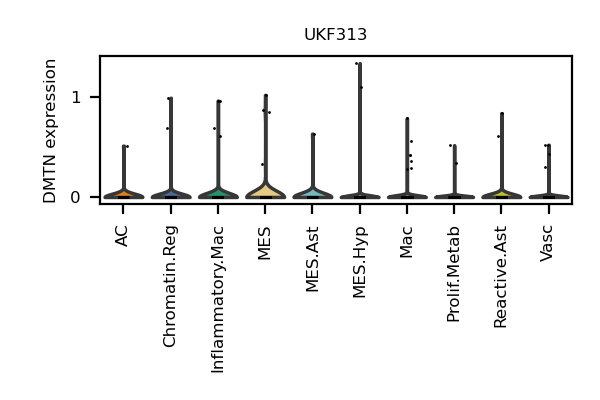 UKF313
DMTN expression
1
0
AC
Chromatin.Reg
Inflammatory.Mac
MES
MES.Ast
MES.Hyp
Mac
Prolif.Metab
Reactive.Ast
Vasc